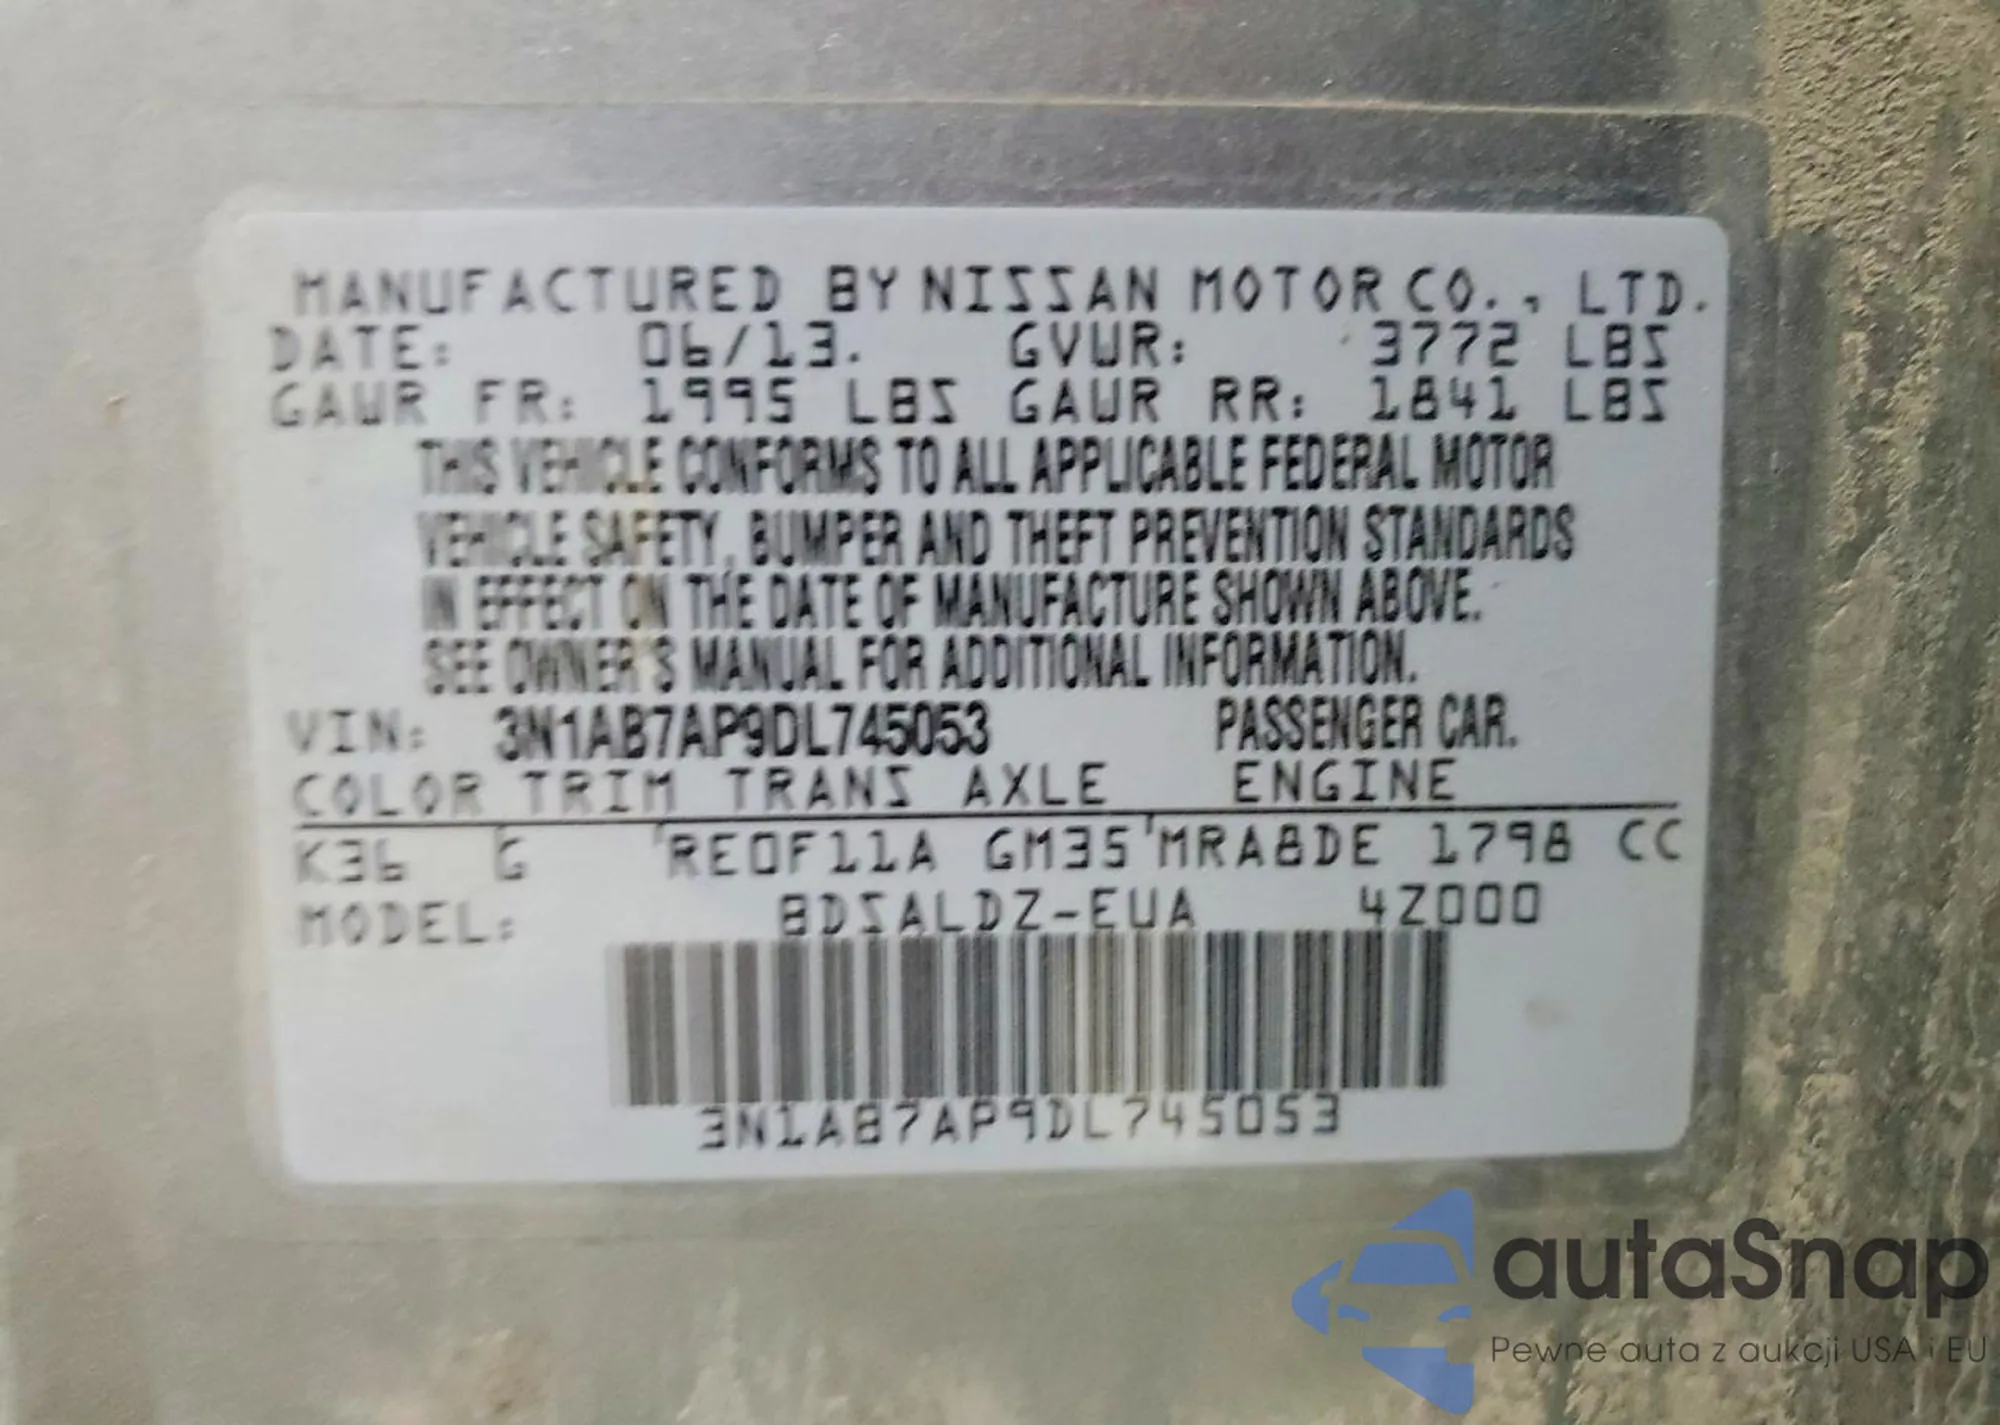 MANUFACTURED BY NISSAN MOTOR CO., LTD.
DATE: 06/13. GVWR: 3772 LBS
GAWR FR: 1995 LBS GAWR RR: 1841 LBS
THIS VEHICLE CONFORMS TO ALL APPLICABLE FEDERAL MOTOR
VEHICLE SAFETY, BUMPER AND THEFT PREVENTION STANDARDS
IN EFFECT ON THE DATE OF MANUFACTURE SHOWN ABOVE.
SEE OWNER'S MANUAL FOR ADDITIONAL INFORMATION.
VIN: 3N1AB7AP9DL745053 PASSENGER CAR.
COLOR TRIM TRANS AXLE ENGINE
K36 G RE0F11A GM35 MRA8DE 1798 CC
MODEL: BDSALDZ-EUA 4Z000
3N1AB7AP9DL745053
autaSnap
Pewne auta z aukcji USA i EU